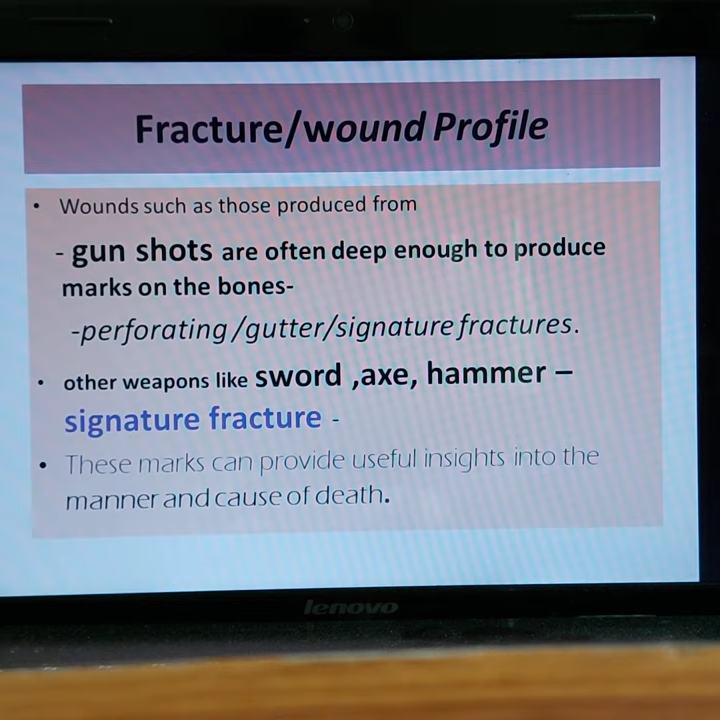 Fracture/wound Profile
• Wounds such as those produced from
- gun shots are often deep enough to produce
marks on the bones-
-perforating/gutter/signature fractures.
• other weapons like sword ,axe, hammer –
signature fracture -
• These marks can provide useful insights into the
manner and cause of death.
lenovo